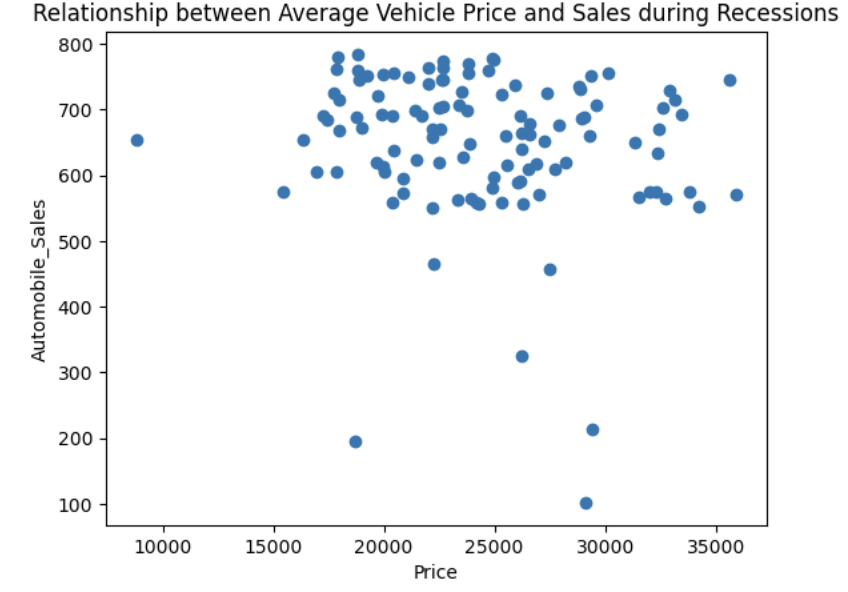 Relationship between Average Vehicle Price and Sales during Recessions
800
700
600
500
400
300
200
100
Automobile_Sales
10000 15000 20000 25000 30000 35000
Price